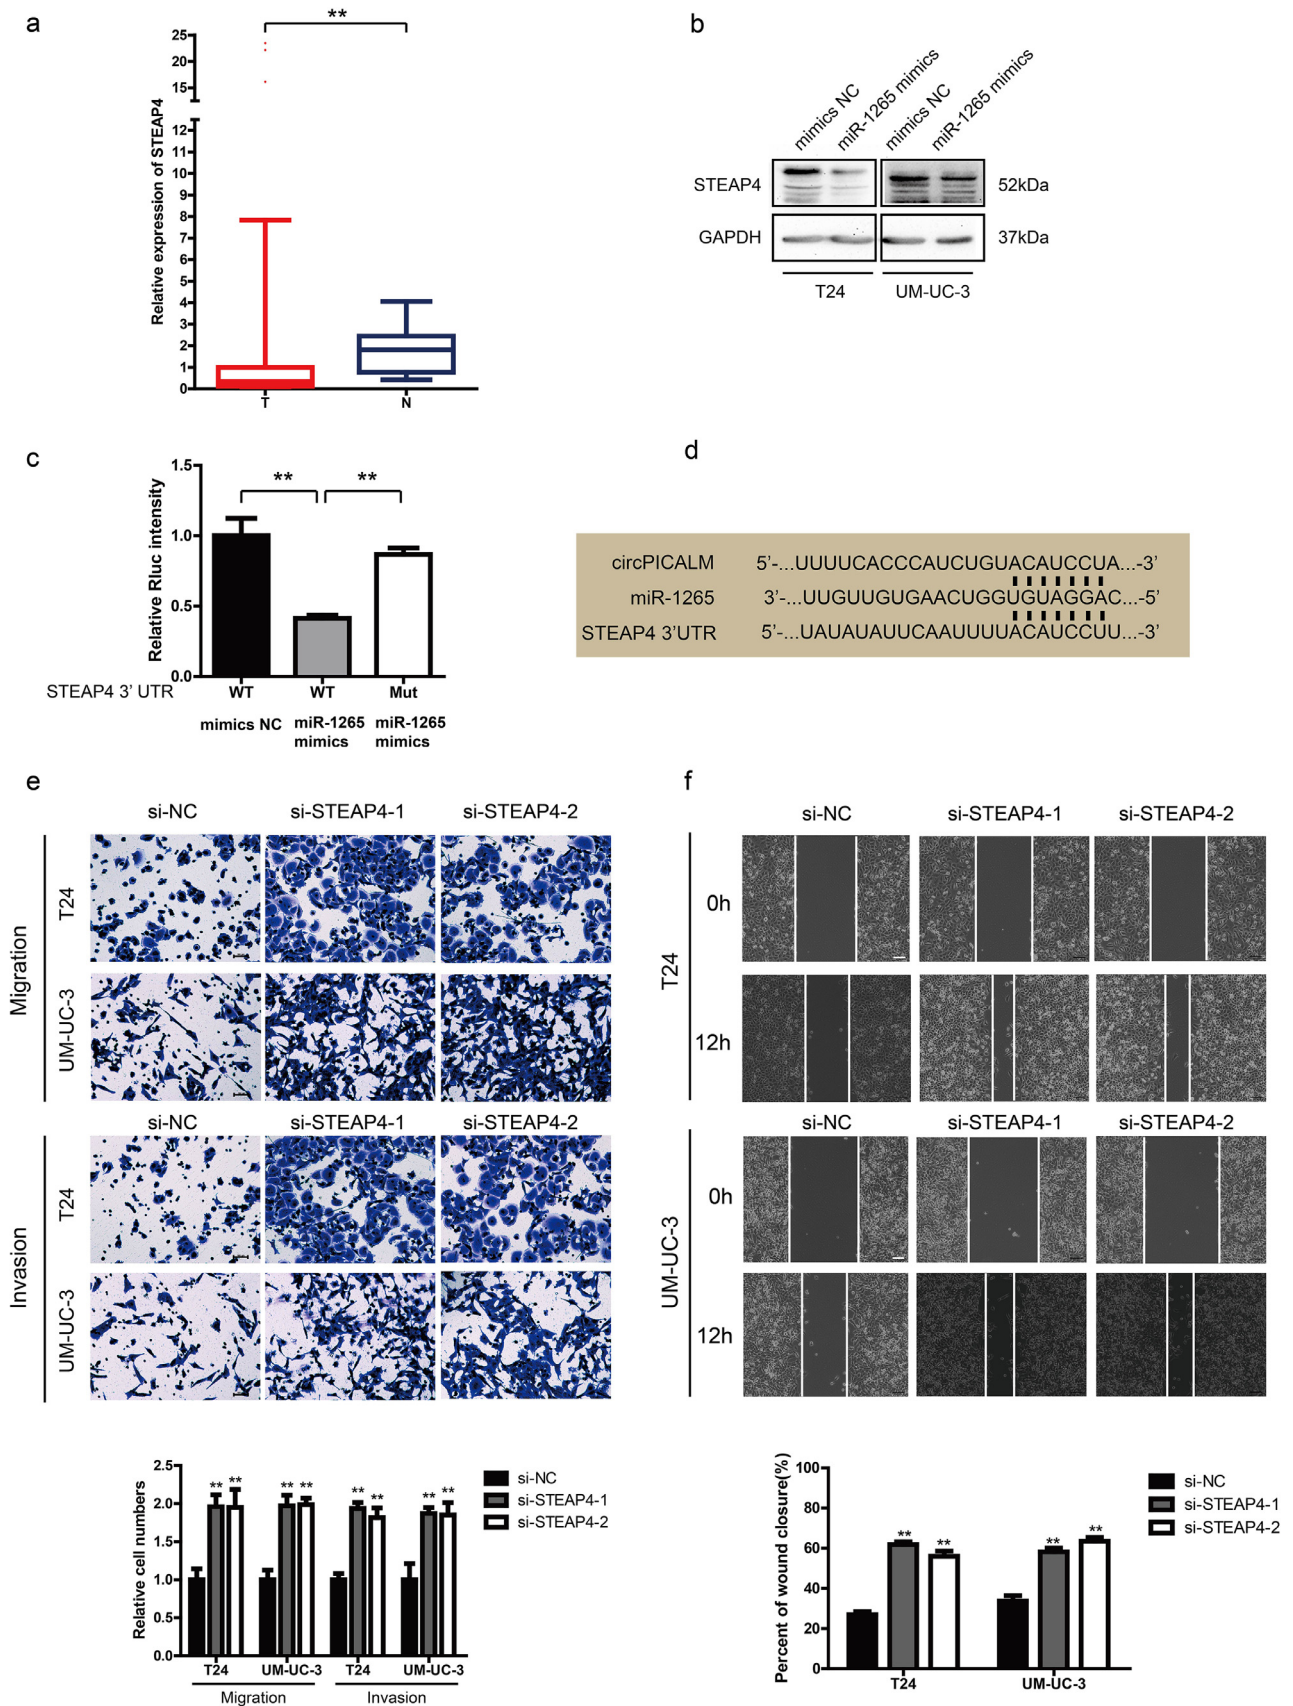 a
**
25
20
15
12
11
10
9
8
7
6
5
4
3
2
1
0
Relative expression of STEAP4
T N
b
mimics NC
miR-1265 mimics
mimics NC
miR-1265 mimics
STEAP4 52kDa
GAPDH 37kDa
T24 UM-UC-3
c
** **
1.5
1.0
0.5
0.0
Relative Rluc intensity
STEAP4 3’ UTR WT WT Mut
mimics NC miR-1265 miR-1265
mimics mimics
d
circPICALM 5’-...UUUUCACCCAUCUGUACAUCCUA...-3’
miR-1265 3’-...UUGUUGUGAACUGGUGUAGGAC...-5’
STEAP4 3’UTR 5’-...UAUAUAUUCAAUUUUACAUCCUU...-3’
e
si-NC si-STEAP4-1 si-STEAP4-2
Migration
T24
UM-UC-3
si-NC si-STEAP4-1 si-STEAP4-2
Invasion
T24
UM-UC-3
2.5
2.0
1.5
1.0
0.5
0.0
Relative cell numbers
** ** ** ** ** ** ** **
si-NC
si-STEAP4-1
si-STEAP4-2
T24 UM-UC-3 T24 UM-UC-3
Migration Invasion
f
si-NC si-STEAP4-1 si-STEAP4-2
T24
0h
12h
si-NC si-STEAP4-1 si-STEAP4-2
UM-UC-3
0h
12h
100
80
60
40
20
0
Percent of wound closure(%)
** ** ** **
si-NC
si-STEAP4-1
si-STEAP4-2
T24 UM-UC-3